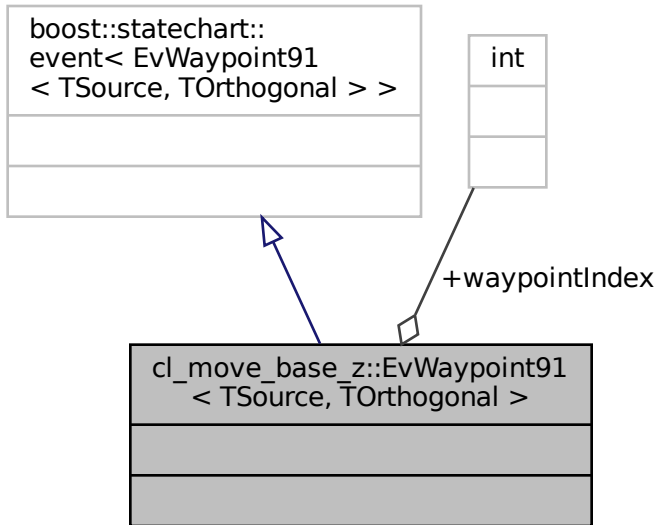 boost::statechart::
event< EvWaypoint91
< TSource, TOrthogonal > >
int
+waypointIndex
cl_move_base_z::EvWaypoint91
< TSource, TOrthogonal >